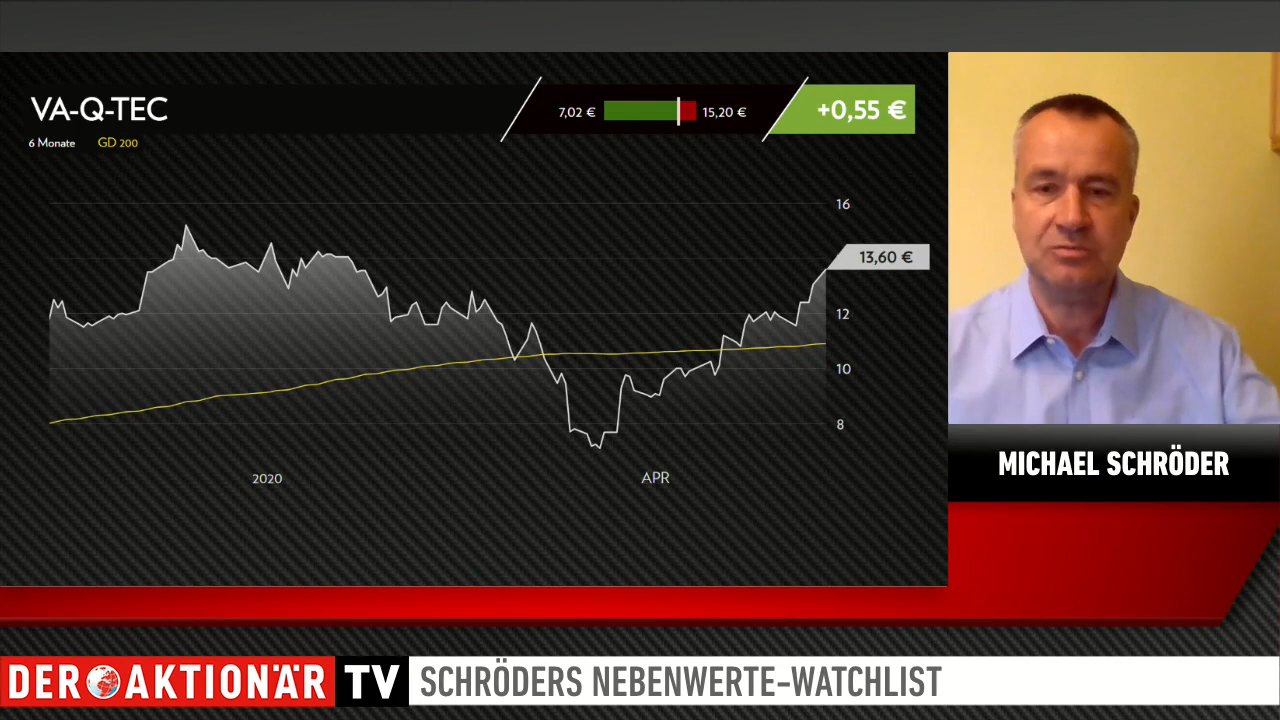 VA-Q-TEC
7,02 €
15,20 €
+0,55 €
6 Monate
GD 200
16
13,60 €
12
10
8
2020
APR
MICHAEL SCHRÖDER
DER AKTIONÄR TV
SCHRÖDERS NEBENWERTE-WATCHLIST